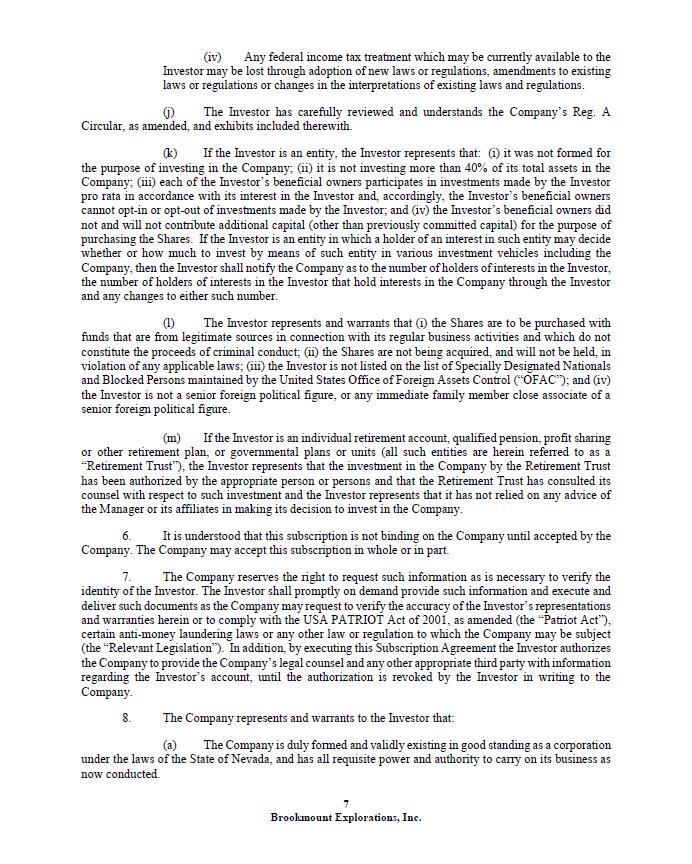 (iv) Any federal income tax treatment which may be currently available to the
Investor may be lost through adoption of new laws or regulations, amendments to existing
laws or regulations or changes in the interpretations of existing laws and regulations.
(j) The Investor has carefully reviewed and understands the Company's Reg. A
Circular, as amended, and exhibits included therewith.
(k) If the Investor is an entity, the Investor represents that: (i) it was not formed for
the purpose of investing in the Company; (ii) it is not investing more than 40% of its total assets in the
Company; (iii) each of the Investor's beneficial owners participates in investments made by the Investor
pro rata in accordance with its interest in the Investor and, accordingly, the Investor's beneficial owners
cannot opt-in or opt-out of investments made by the Investor; and (iv) the Investor's beneficial owners did
not and will not contribute additional capital (other than previously committed capital) for the purpose of
purchasing the Shares. If the Investor is an entity in which a holder of an interest in such entity may decide
whether or how much to invest by means of such entity in various investment vehicles including the
Company, then the Investor shall notify the Company as to the number of holders of interests in the Investor,
the number of holders of interests in the Investor that hold interests in the Company through the Investor
and any changes to either such number.
(l) The Investor represents and warrants that (i) the Shares are to be purchased with
funds that are from legitimate sources in connection with its regular business activities and which do not
constitute the proceeds of criminal conduct; (ii) the Shares are not being acquired, and will not be held, in
violation of any applicable laws; (iii) the Investor is not listed on the list of Specially Designated Nationals
and Blocked Persons maintained by the United States Office of Foreign Assets Control ("OFAC"); and (iv)
the Investor is not a senior foreign political figure, or any immediate family member close associate of a
senior foreign political figure.
(m) If the Investor is an individual retirement account, qualified pension, profit sharing
or other retirement plan, or governmental plans or units (all such entities are herein referred to as a
"Retirement Trust"), the Investor represents that the investment in the Company by the Retirement Trust
has been authorized by the appropriate person or persons and that the Retirement Trust has consulted its
counsel with respect to such investment and the Investor represents that it has not relied on any advice of
the Manager or its affiliates in making its decision to invest in the Company.
6. It is understood that this subscription is not binding on the Company until accepted by the
Company. The Company may accept this subscription in whole or in part.
7. The Company reserves the right to request such information as is necessary to verify the
identity of the Investor. The Investor shall promptly on demand provide such information and execute and
deliver such documents as the Company may request to verify the accuracy of the Investor's representations
and warranties herein or to comply with the USA PATRIOT Act of 2001, as amended (the "Patriot Act"),
certain anti-money laundering laws or any other law or regulation to which the Company may be subject
(the "Relevant Legislation"). In addition, by executing this Subscription Agreement the Investor authorizes
the Company to provide the Company's legal counsel and any other appropriate third party with information
regarding the Investor's account, until the authorization is revoked by the Investor in writing to the
Company.
8. The Company represents and warrants to the Investor that:
(a) The Company is duly formed and validly existing in good standing as a corporation
under the laws of the State of Nevada, and has all requisite power and authority to carry on its business as
now conducted.
7
Brookmount Explorations, Inc.